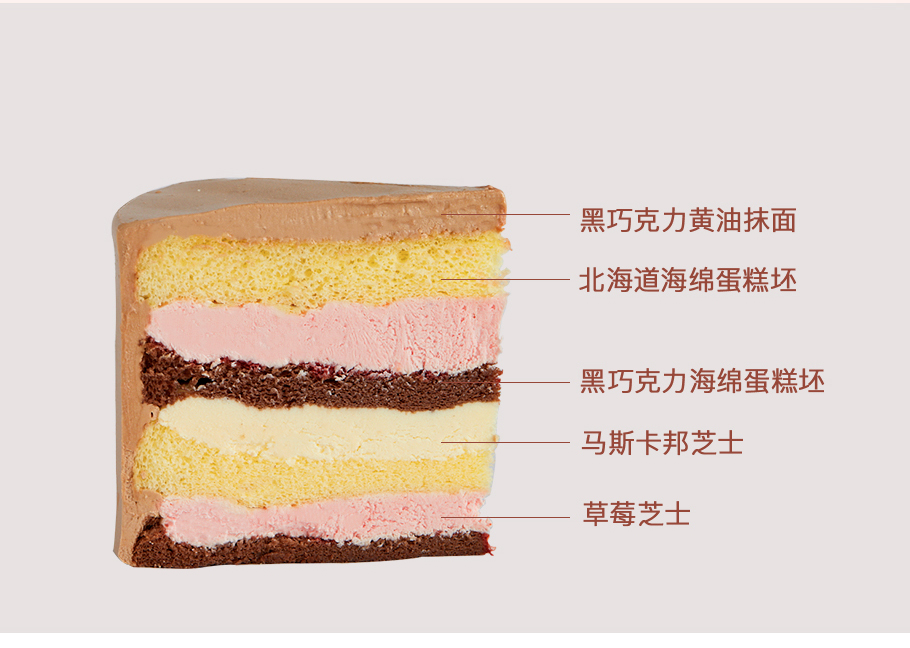 黑巧克力黄油抹面
北海道海绵蛋糕坯
黑巧克力海绵蛋糕坯
马斯卡邦芝士
草莓芝士